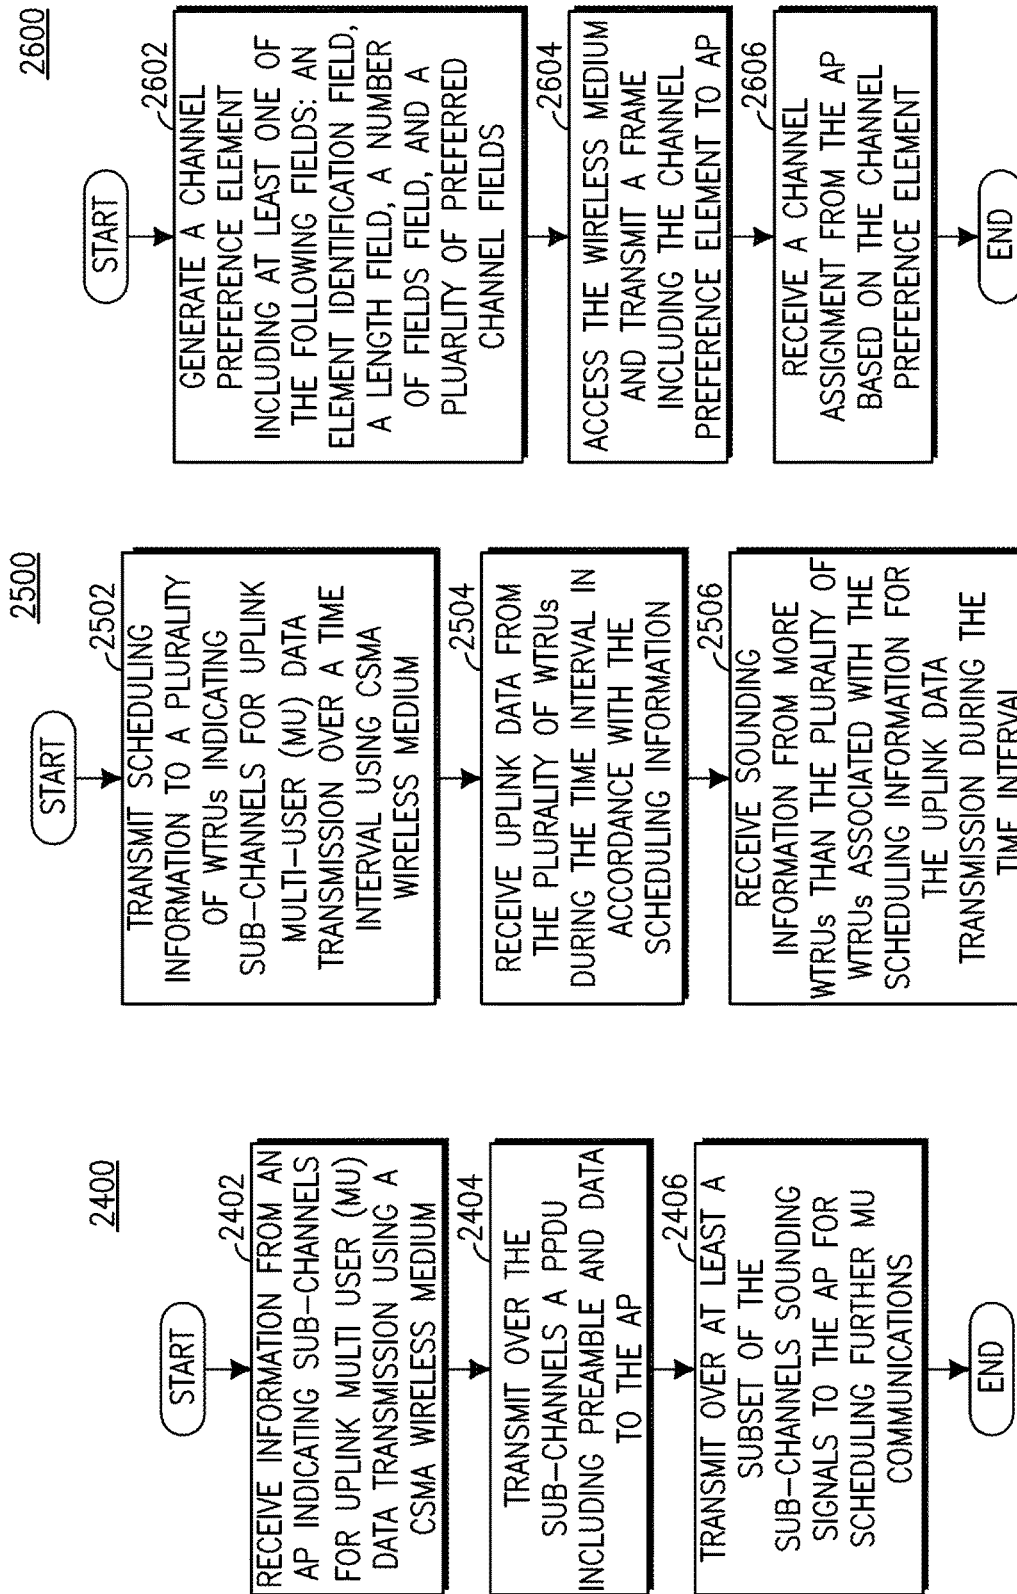 2400
START
2402
RECEIVE INFORMATION FROM AN
AP INDICATING SUB-CHANNELS
FOR UPLINK MULTI USER (MU)
DATA TRANSMISSION USING A
CSMA WIRELESS MEDIUM
2404
TRANSMIT OVER THE
SUB-CHANNELS A PPDU
INCLUDING PREAMBLE AND DATA
TO THE AP
2406
TRANSMIT OVER AT LEAST A
SUBSET OF THE
SUB-CHANNELS SOUNDING
SIGNALS TO THE AP FOR
SCHEDULING FURTHER MU
COMMUNICATIONS
END
2500
START
2502
TRANSMIT SCHEDULING
INFORMATION TO A PLURALITY
OF WTRUs INDICATING
SUB-CHANNELS FOR UPLINK
MULTI-USER (MU) DATA
TRANSMISSION OVER A TIME
INTERVAL USING CSMA
WIRELESS MEDIUM
2504
RECEIVE UPLINK DATA FROM
THE PLURALITY OF WTRUs
DURING THE TIME INTERVAL IN
ACCORDANCE WITH THE
SCHEDULING INFORMATION
2506
RECEIVE SOUNDING
INFORMATION FROM MORE
WTRUs THAN THE PLURALITY OF
WTRUs ASSOCIATED WITH THE
SCHEDULING INFORMATION FOR
THE UPLINK DATA
TRANSMISSION DURING THE
TIME INTERVAL
2600
START
2602
GENERATE A CHANNEL
PREFERENCE ELEMENT
INCLUDING AT LEAST ONE OF
THE FOLLOWING FIELDS: AN
ELEMENT IDENTIFICATION FIELD,
A LENGTH FIELD, A NUMBER
OF FIELDS FIELD, AND A
PLUARLITY OF PREFERRED
CHANNEL FIELDS
2604
ACCESS THE WIRELESS MEDIUM
AND TRANSMIT A FRAME
INCLUDING THE CHANNEL
PREFERENCE ELEMENT TO AP
2606
RECEIVE A CHANNEL
ASSIGNMENT FROM THE AP
BASED ON THE CHANNEL
PREFERENCE ELEMENT
END